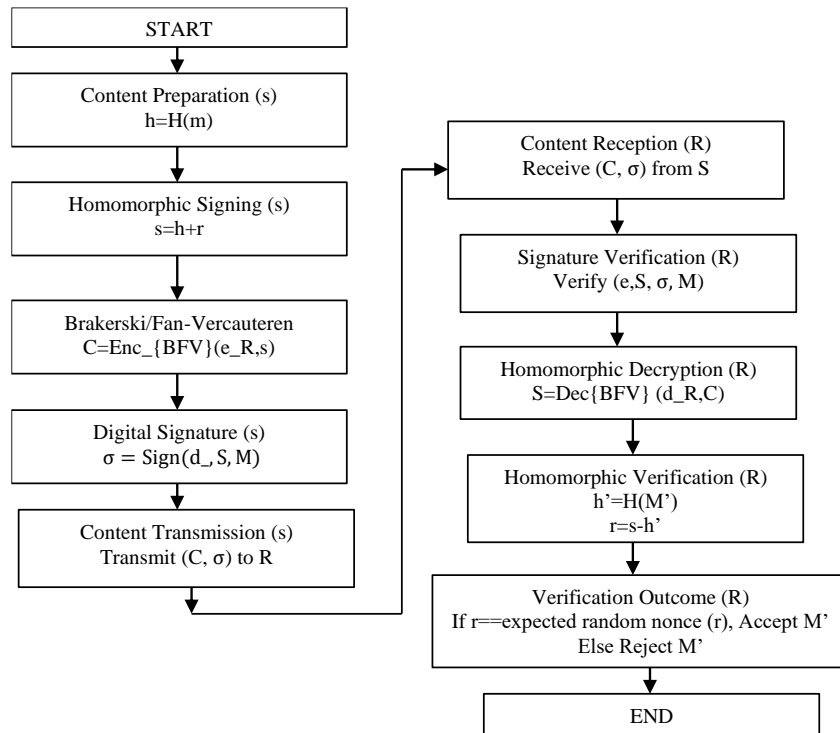 START
Content Preparation (s)
h=H(m)
Homomorphic Signing (s)
s=h+r
Brakerski/Fan-Vercauteren
C=Enc_{BFV}(e_R,s)
Digital Signature (s)
σ = Sign(d_, S, M)
Content Transmission (s)
Transmit (C, σ) to R
Content Reception (R)
Receive (C, σ) from S
Signature Verification (R)
Verify (e,S, σ, M)
Homomorphic Decryption (R)
S=Dec{BFV} (d_R,C)
Homomorphic Verification (R)
h’=H(M’)
r=s-h’
Verification Outcome (R)
If r==expected random nonce (r), Accept M’
Else Reject M’
END